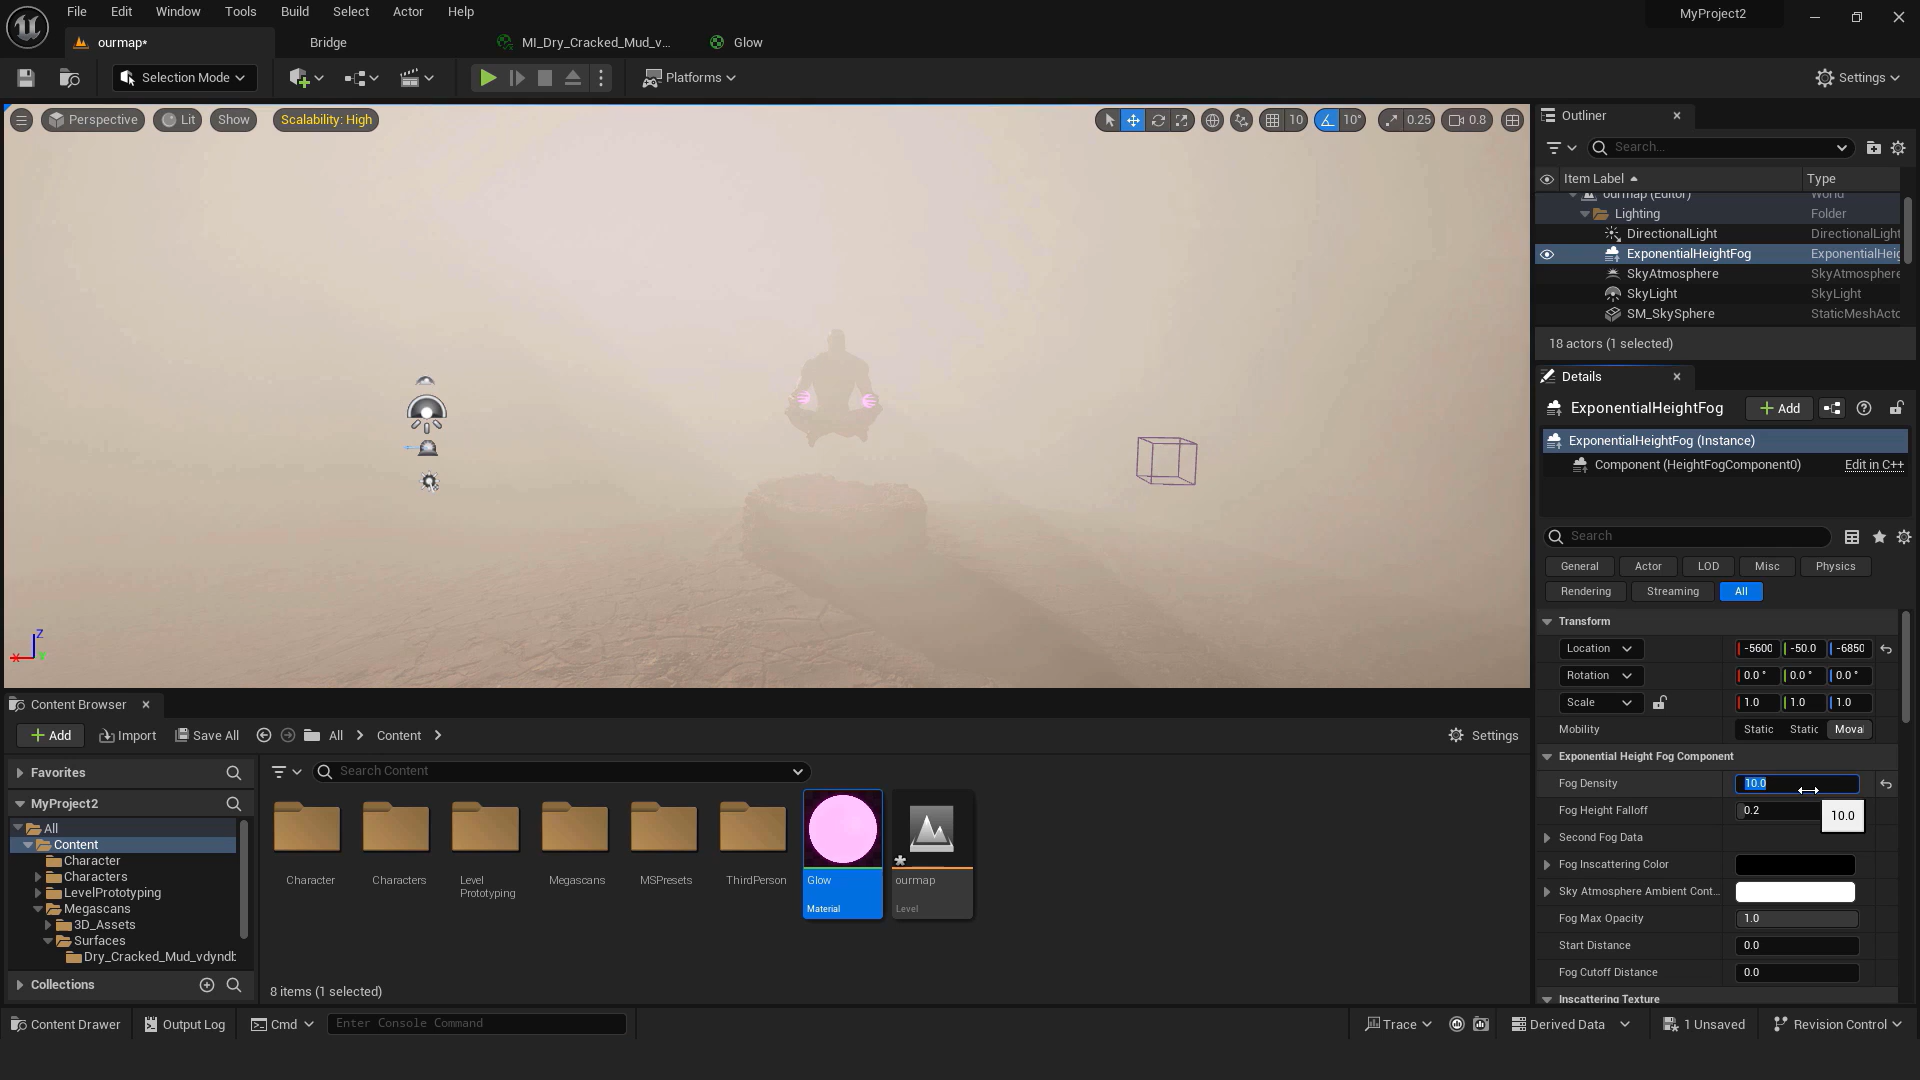 File Edit Window Tools Build Select Actor Help
MyProject2
ourmap* Bridge MI_Dry_Cracked_Mud_v... Glow
Selection Mode Platforms Settings
Perspective Lit Show Scalability: High 10 10° 0.25 0.8
Z
X
Outliner
Search...
Item Label Type
ourmap (Editor) World
Lighting Folder
DirectionalLight DirectionalLight
ExponentialHeightFog ExponentialHeig
SkyAtmosphere SkyAtmosphere
SkyLight SkyLight
SM_SkySphere StaticMeshActo
18 actors (1 selected)
Details
ExponentialHeightFog Add
ExponentialHeightFog (Instance)
Component (HeightFogComponent0) Edit in C++
Search
General Actor LOD Misc Physics
Rendering Streaming All
Transform
Location -5600 -50.0 -6850
Rotation 0.0 ° 0.0 ° 0.0 °
Scale 1.0 1.0 1.0
Mobility Static Static Moval
Exponential Height Fog Component
Fog Density 10.0
Fog Height Falloff 0.2
10.0
Second Fog Data
Fog Inscattering Color
Sky Atmosphere Ambient Cont...
Fog Max Opacity 1.0
Start Distance 0.0
Fog Cutoff Distance 0.0
Inscattering Texture
Content Browser
Add Import Save All All Content Settings
Favorites
Search Content
MyProject2
All
Content
Character
Characters
LevelPrototyping
Megascans
3D_Assets
Surfaces
Dry_Cracked_Mud_vdyndb
Collections
Character
Characters
Level
Prototyping
Megascans
MSPresets
ThirdPerson
Glow
Material
ourmap
Level
8 items (1 selected)
Content Drawer Output Log Cmd Enter Console Command Trace Derived Data 1 Unsaved Revision Control